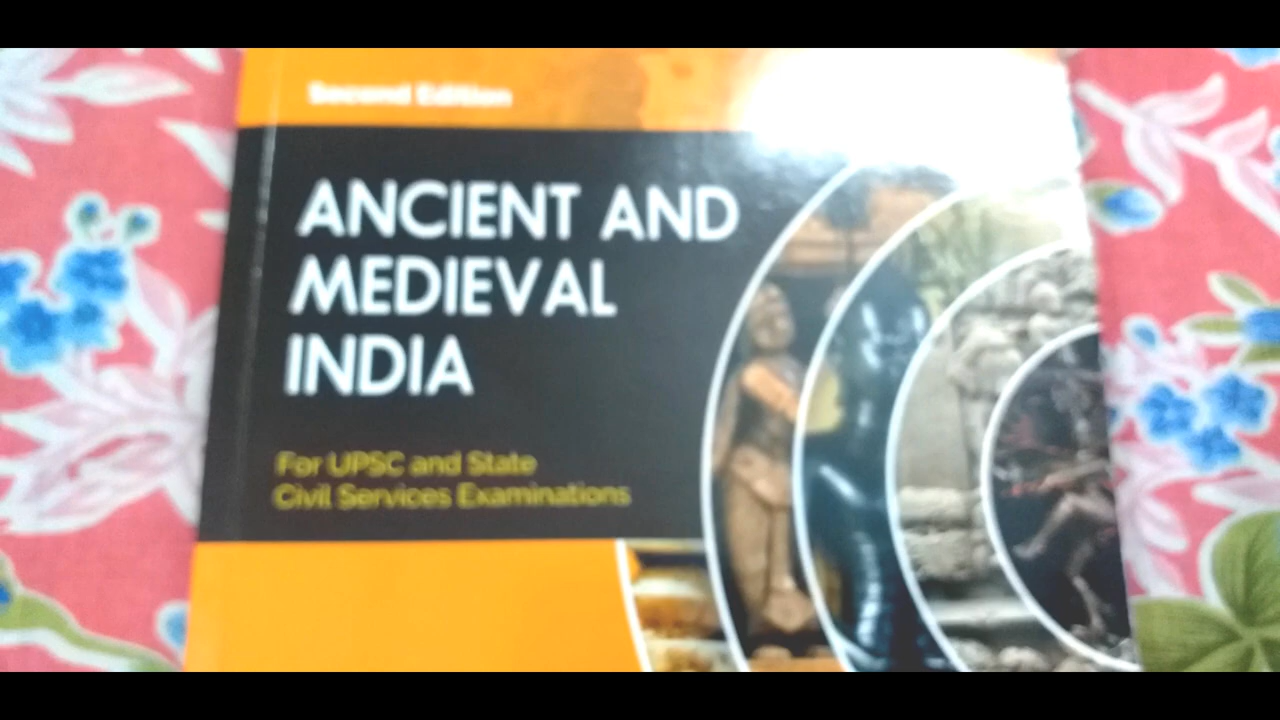 Second Edition
ANCIENT AND
MEDIEVAL
INDIA
For UPSC and State
Civil Services Examinations